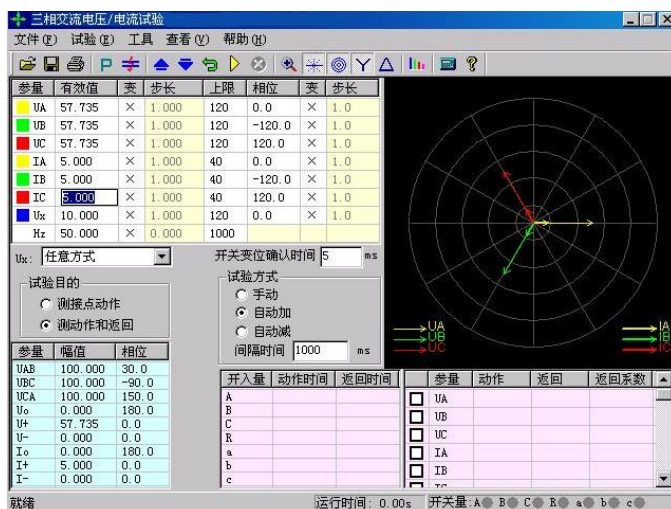 三相交流电压/电流试验
文件(F) 试验(E) 工具 查看(V) 帮助(H)
参量 有效值 变 步长 上限 相位 变 步长
UA 57.735 × 1.000 120 0.0 × 1.0
UB 57.735 × 1.000 120 -120.0 × 1.0
UC 57.735 × 1.000 120 120.0 × 1.0
IA 5.000 × 1.000 40 0.0 × 1.0
IB 5.000 × 1.000 40 -120.0 × 1.0
IC 5.000 × 1.000 40 120.0 × 1.0
Ux 10.000 × 1.000 120 0.0 × 1.0
Hz 50.000 × 0.000 1000
Ux: 任意方式
开关变位确认时间 5 ms
试验目的
测接点动作
测动作和返回
试验方式
手动
自动加
自动减
间隔时间 1000 ms
UA
UB
UC
IA
IB
IC
参量 幅值 相位
UAB 100.000 30.0
UBC 100.000 -90.0
UCA 100.000 150.0
Uo 0.000 180.0
U+ 57.735 0.0
U- 0.000 0.0
Io 0.000 180.0
I+ 5.000 0.0
I- 0.000 0.0
开入量 动作时间 返回时间
A
B
C
R
a
b
c
参量 动作 返回 返回系数
UA
UB
UC
IA
IB
IC
就绪
运行时间: 0.00s
开关量:A B C R a b c